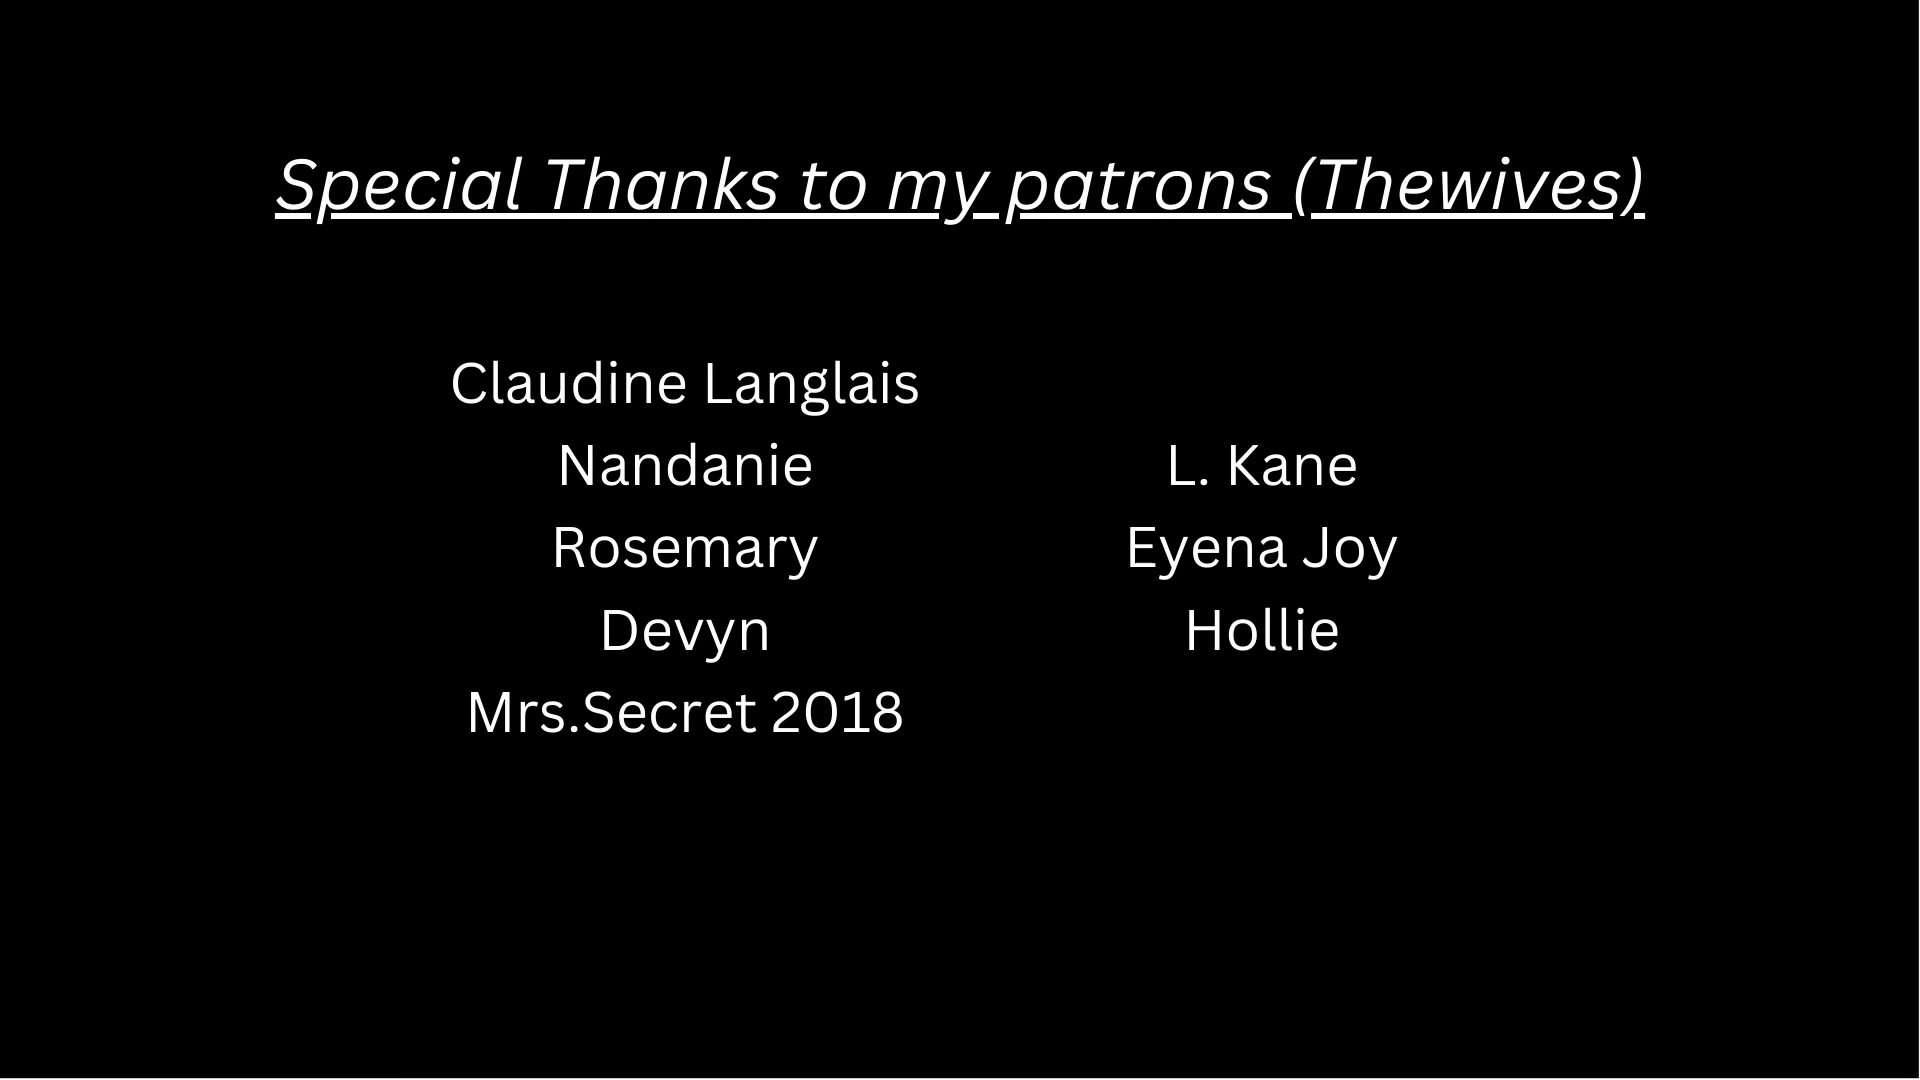 Special Thanks to my patrons (Thewives)
Claudine Langlais
Nandanie
Rosemary
Devyn
Mrs.Secret 2018
L. Kane
Eyena Joy
Hollie